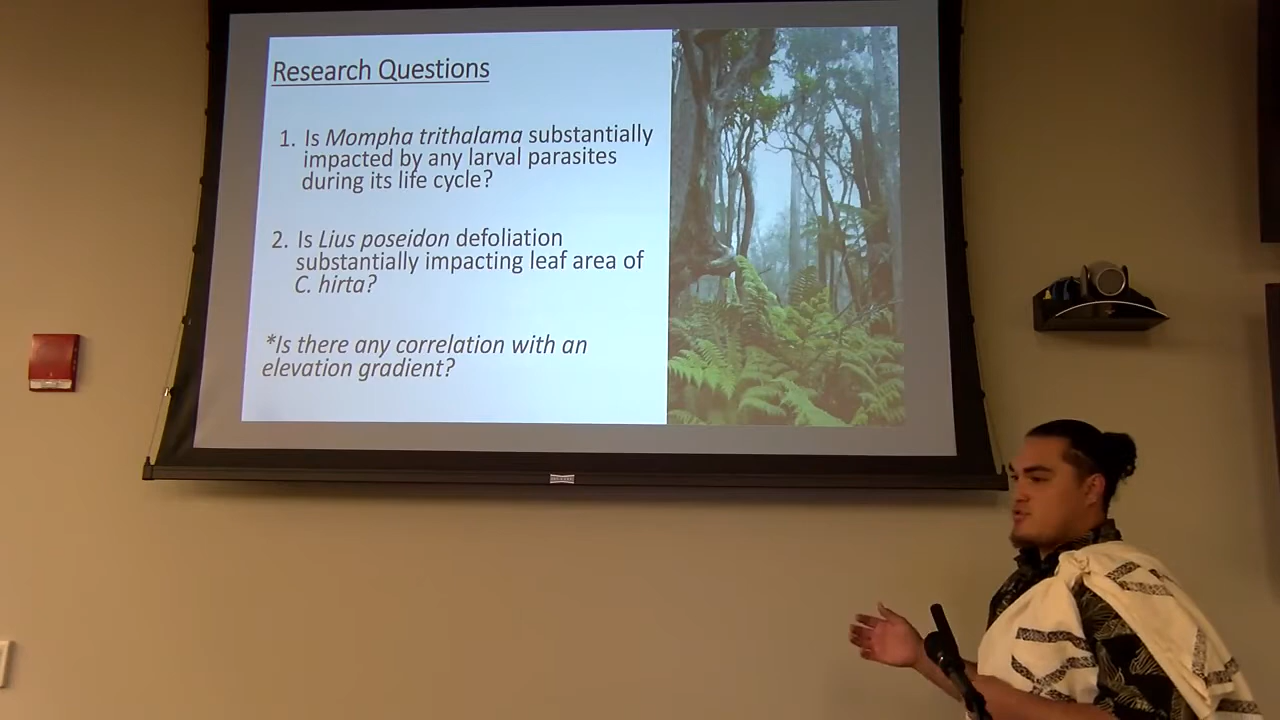 Research Questions
1. Is Mompha trithalama substantially
impacted by any larval parasites
during its life cycle?
2. Is Lius poseidon defoliation
substantially impacting leaf area of
C. hirta?
*Is there any correlation with an
elevation gradient?